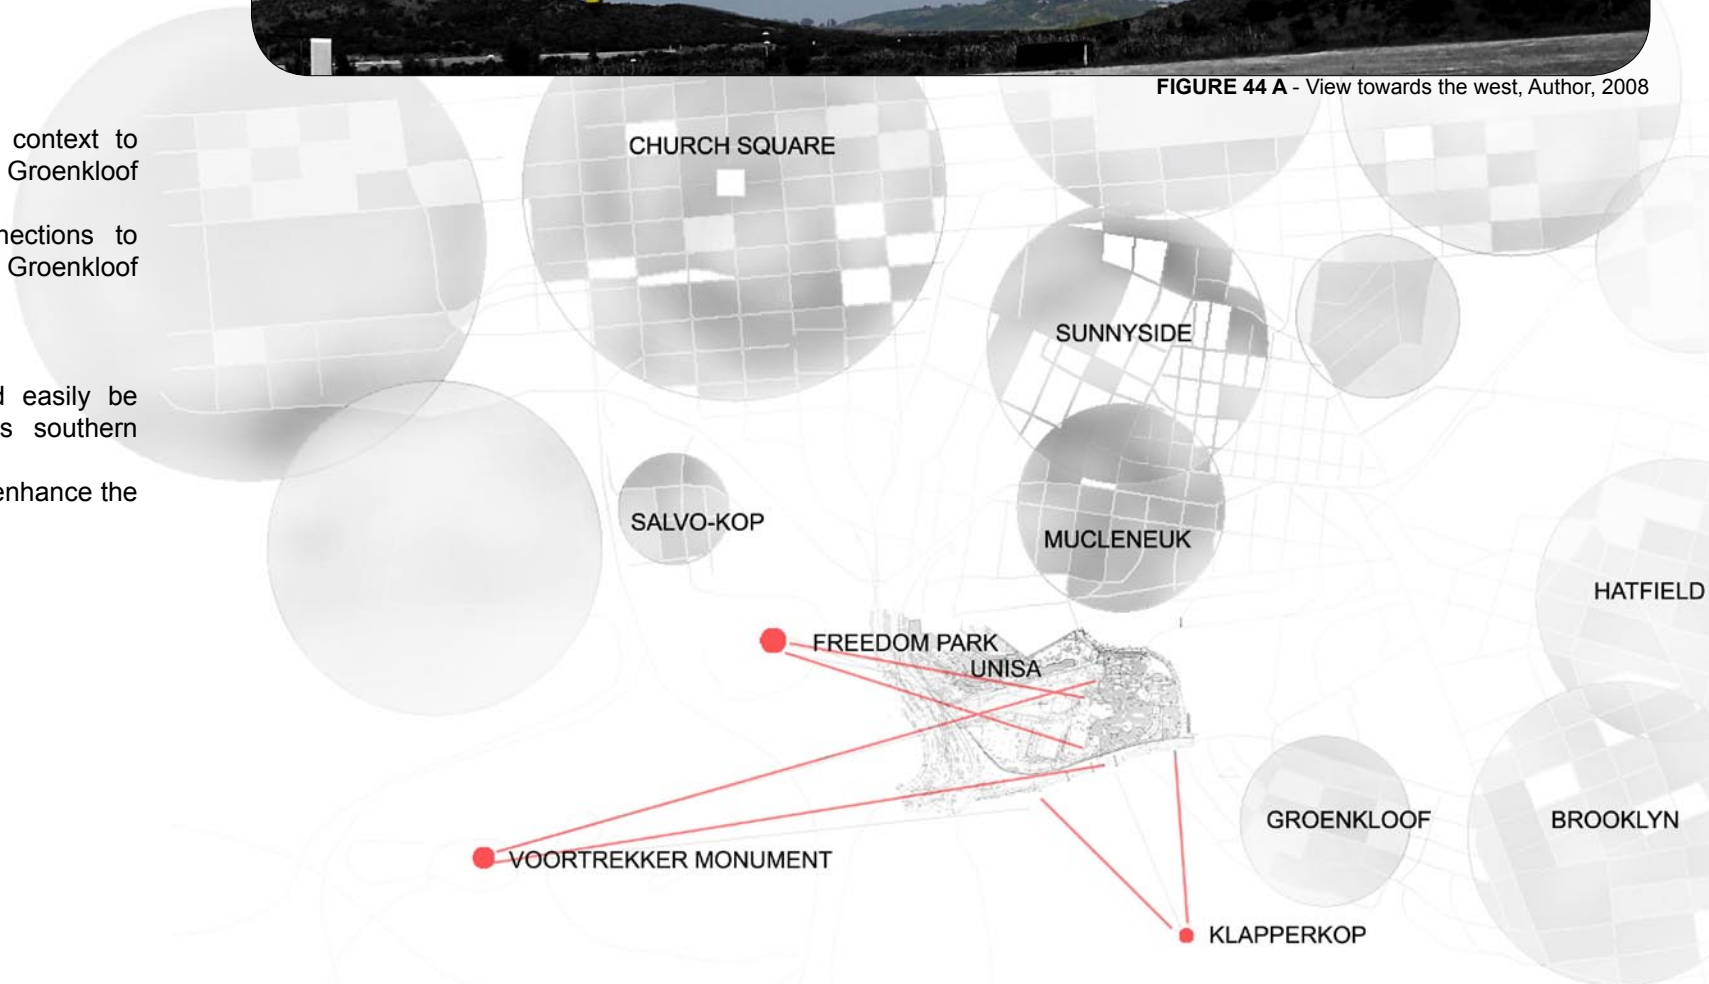 FIGURE 44 A - View towards the west, Author, 2008
context to
Groenkloof
nections to
Groenkloof
easily be
s southern
enhance the
CHURCH SQUARE
SUNNYSIDE
SALVO-KOP
MUCLENEUK
HATFIELD
FREEDOM PARK
UNISA
GROENKLOOF
BROOKLYN
VOORTREKKER MONUMENT
KLAPPERKOP